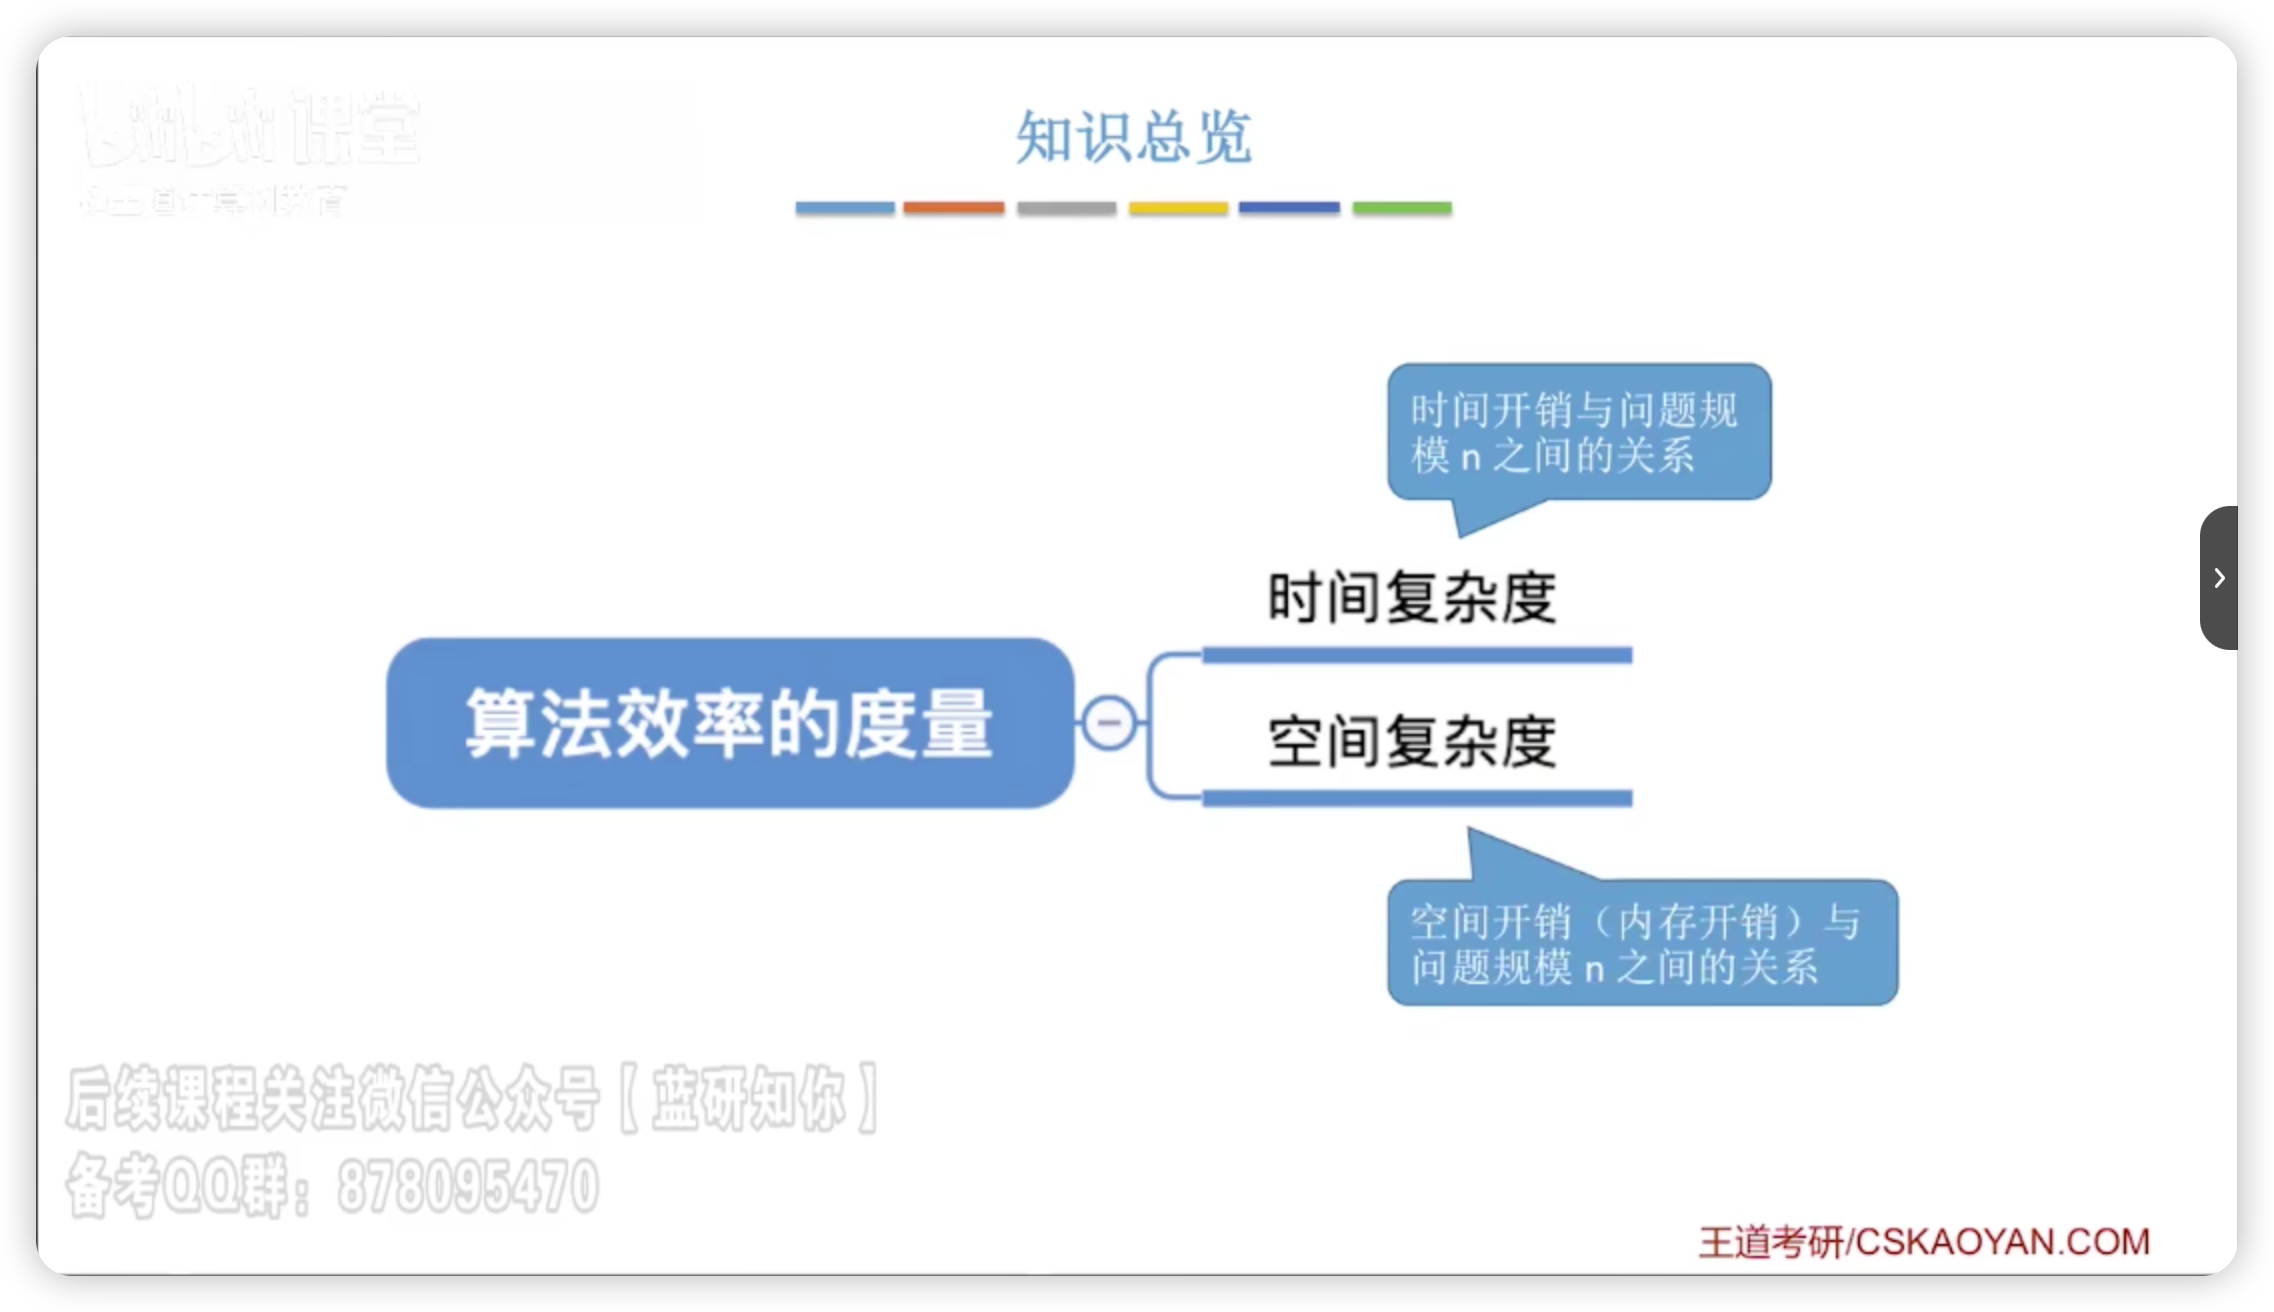 课堂
知识总览
时间开销与问题规
模 n 之间的关系
时间复杂度
算法效率的度量
空间复杂度
空间开销（内存开销）与
问题规模 n 之间的关系
后续课程关注微信公众号【蓝研知你】
备考QQ群：878095470
王道考研/CSKAOYAN.COM